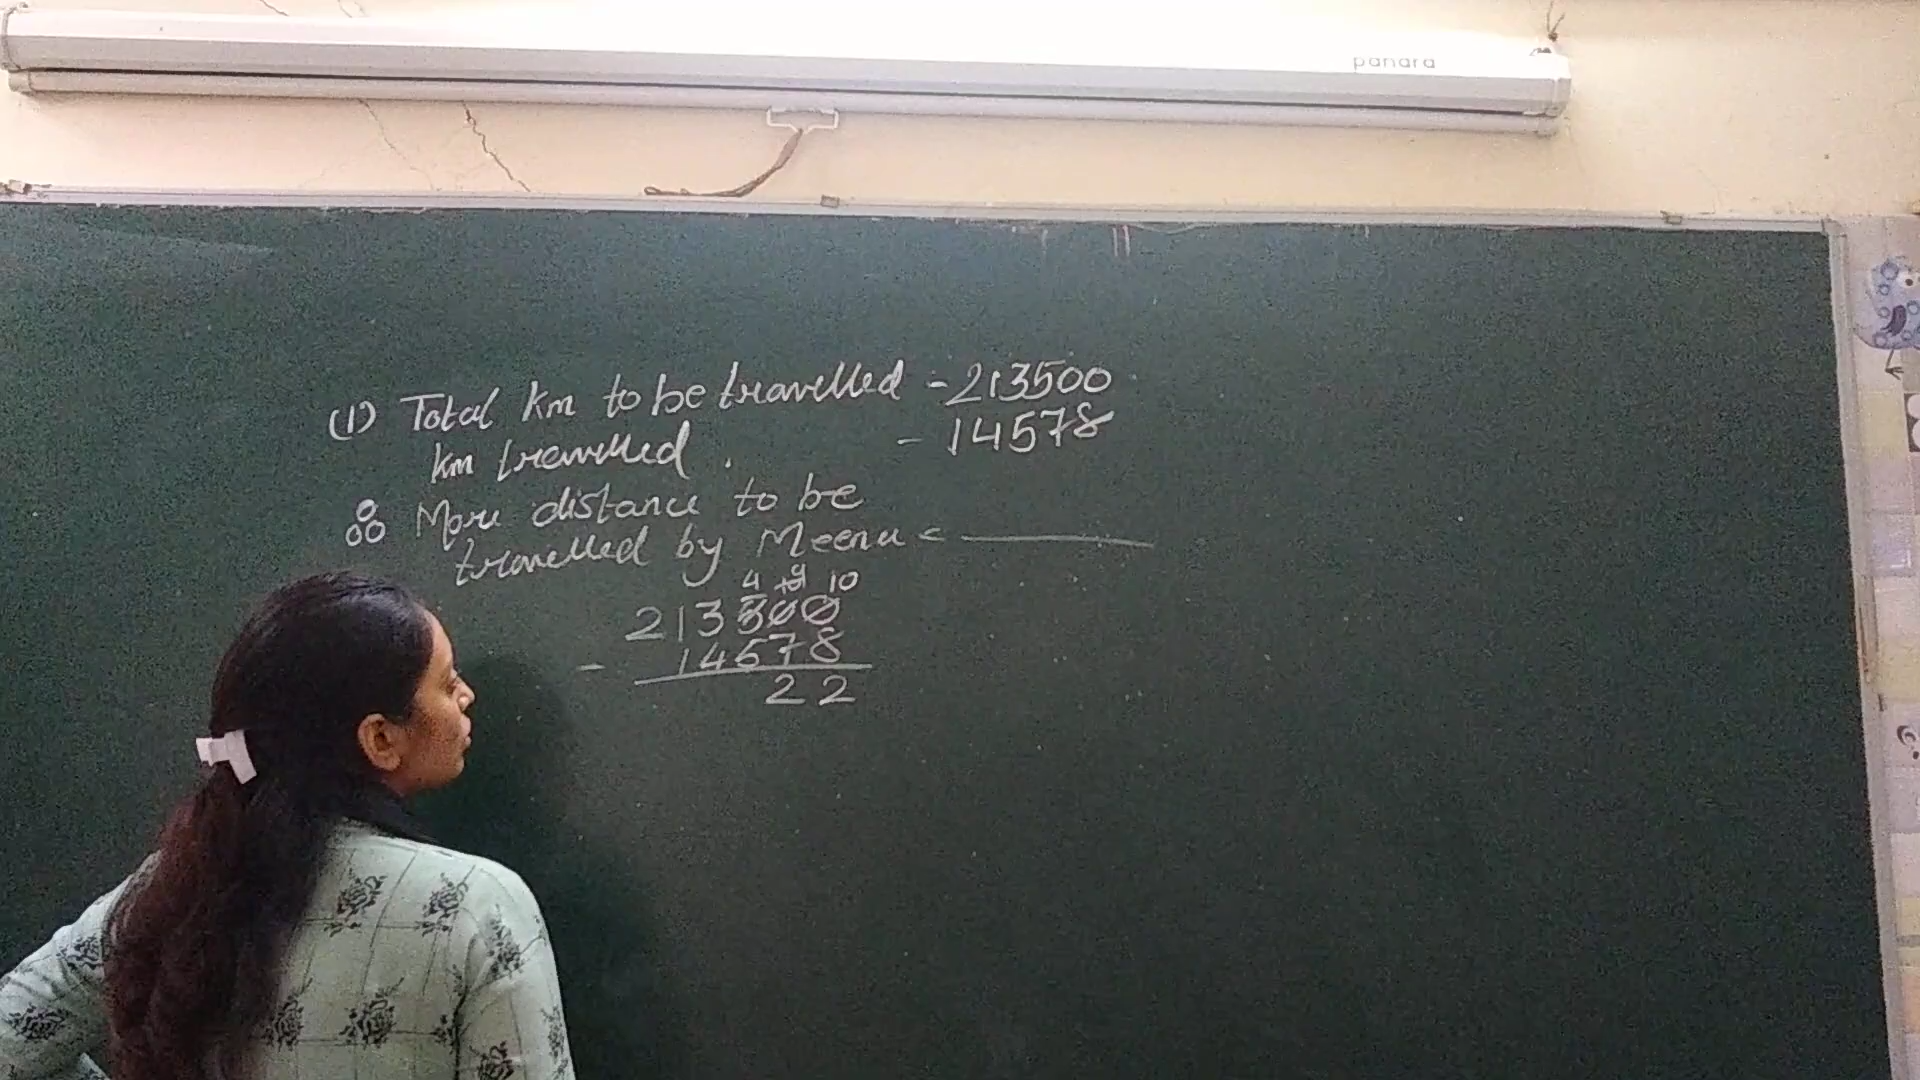 panara
(1) Total km to be travelled - 213500
km travelled. - 14578
More distance to be
travelled by Meenu = ______
4 9 10
213500
- 14578
22